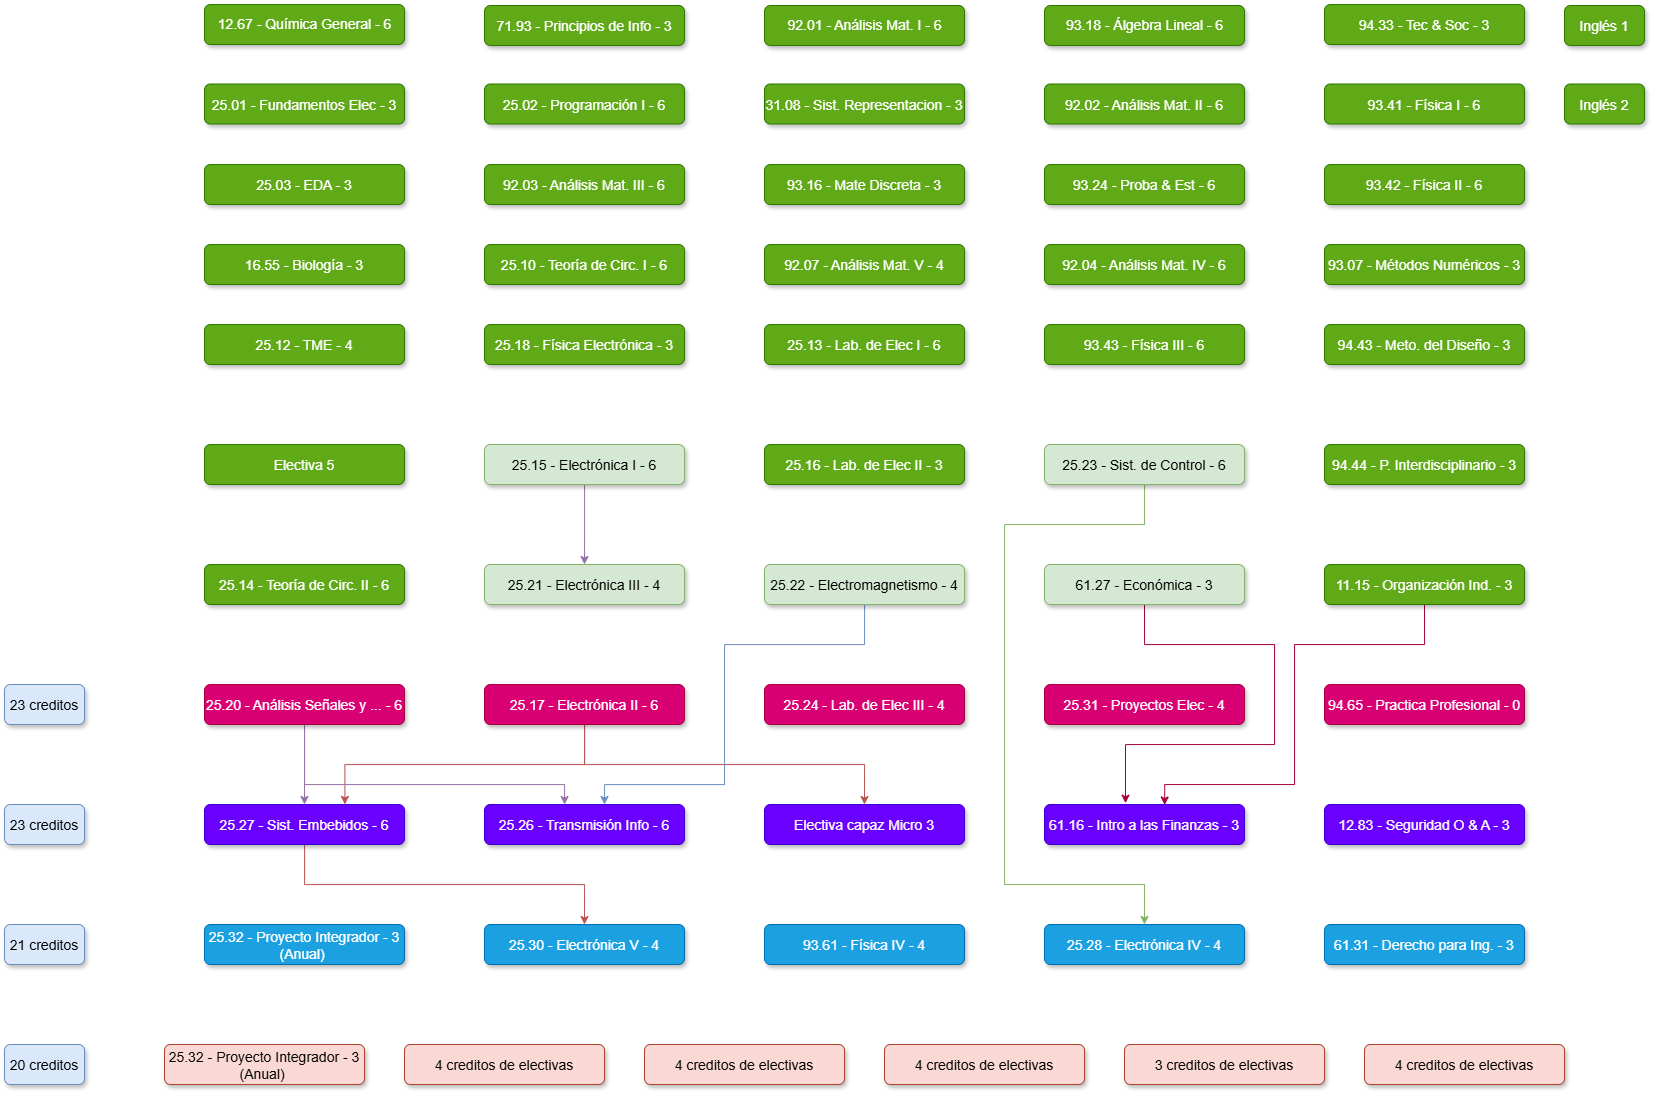 12.67 - Química General - 6
71.93 - Principios de Info - 3
92.01 - Análisis Mat. I - 6
93.18 - Álgebra Lineal - 6
94.33 - Tec & Soc - 3
Inglés 1
25.01 - Fundamentos Elec - 3
25.02 - Programación I - 6
31.08 - Sist. Representacion - 3
92.02 - Análisis Mat. II - 6
93.41 - Física I - 6
Inglés 2
25.03 - EDA - 3
92.03 - Análisis Mat. III - 6
93.16 - Mate Discreta - 3
93.24 - Proba & Est - 6
93.42 - Física II - 6
16.55 - Biología - 3
25.10 - Teoría de Circ. I - 6
92.07 - Análisis Mat. V - 4
92.04 - Análisis Mat. IV - 6
93.07 - Métodos Numéricos - 3
25.12 - TME - 4
25.18 - Física Electrónica - 3
25.13 - Lab. de Elec I - 6
93.43 - Física III - 6
94.43 - Meto. del Diseño - 3
Electiva 5
25.15 - Electrónica I - 6
25.16 - Lab. de Elec II - 3
25.23 - Sist. de Control - 6
94.44 - P. Interdisciplinario - 3
25.14 - Teoría de Circ. II - 6
25.21 - Electrónica III - 4
25.22 - Electromagnetismo - 4
61.27 - Económica - 3
11.15 - Organización Ind. - 3
23 creditos
25.20 - Análisis Señales y ... - 6
25.17 - Electrónica II - 6
25.24 - Lab. de Elec III - 4
25.31 - Proyectos Elec - 4
94.65 - Practica Profesional - 0
23 creditos
25.27 - Sist. Embebidos - 6
25.26 - Transmisión Info - 6
Electiva capaz Micro 3
61.16 - Intro a las Finanzas - 3
12.83 - Seguridad O & A - 3
21 creditos
25.32 - Proyecto Integrador - 3
(Anual)
25.30 - Electrónica V - 4
93.61 - Física IV - 4
25.28 - Electrónica IV - 4
61.31 - Derecho para Ing. - 3
20 creditos
25.32 - Proyecto Integrador - 3
(Anual)
4 creditos de electivas
4 creditos de electivas
4 creditos de electivas
3 creditos de electivas
4 creditos de electivas